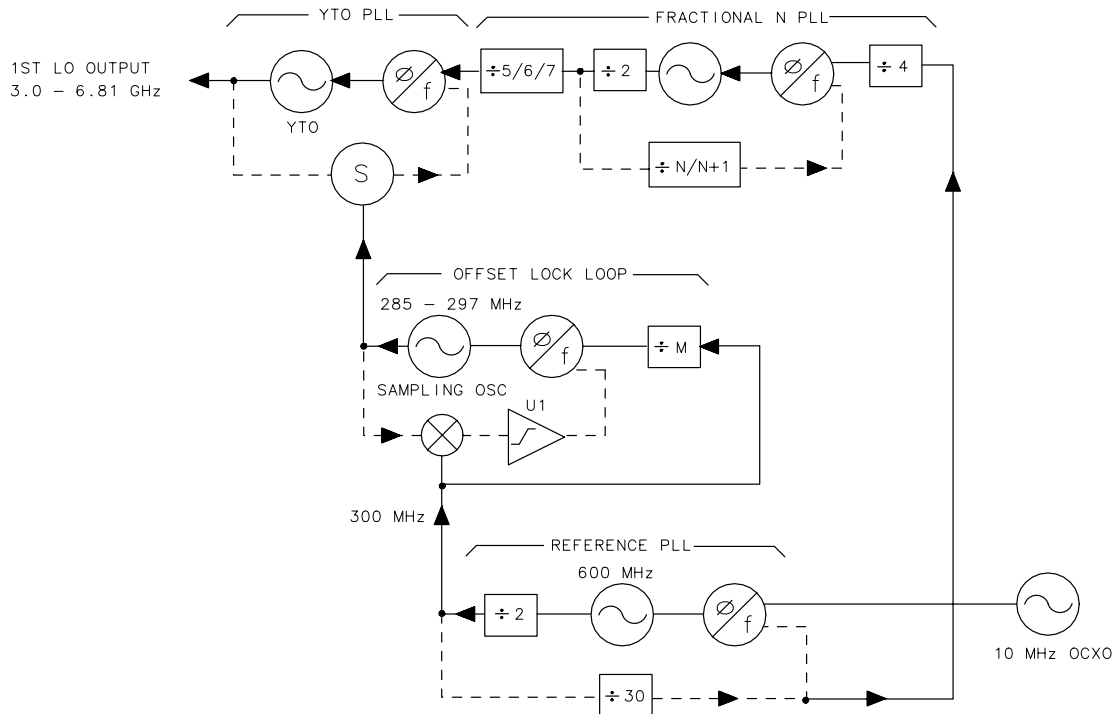 YTO PLL
FRACTIONAL N PLL
1ST LO OUTPUT
3.0 – 6.81 GHz
Ø
f
÷5/6/7
÷ 2
Ø
f
÷ 4
YTO
S
÷ N/N+1
OFFSET LOCK LOOP
285 – 297 MHz
Ø
f
÷ M
SAMPLING OSC
U1
300 MHz
REFERENCE PLL
600 MHz
÷ 2
Ø
f
10 MHz OCXO
÷ 30